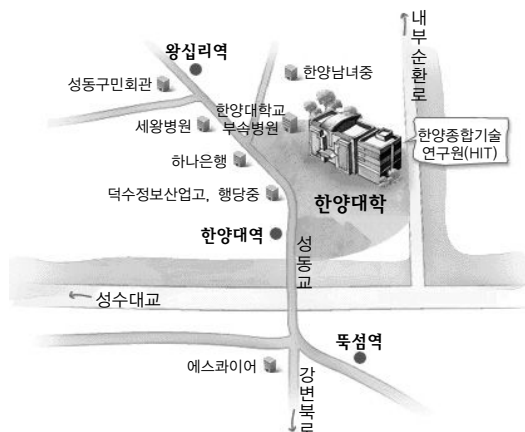 내부순환로
왕십리역
한양남녀중
성동구민회관
한양대학교
부속병원
세왕병원
한양종합기술
연구원(HIT)
하나은행
덕수정보산업고, 행당중
한양대학
한양대역
성동교
성수대교
뚝섬역
에스콰이어
강변북로